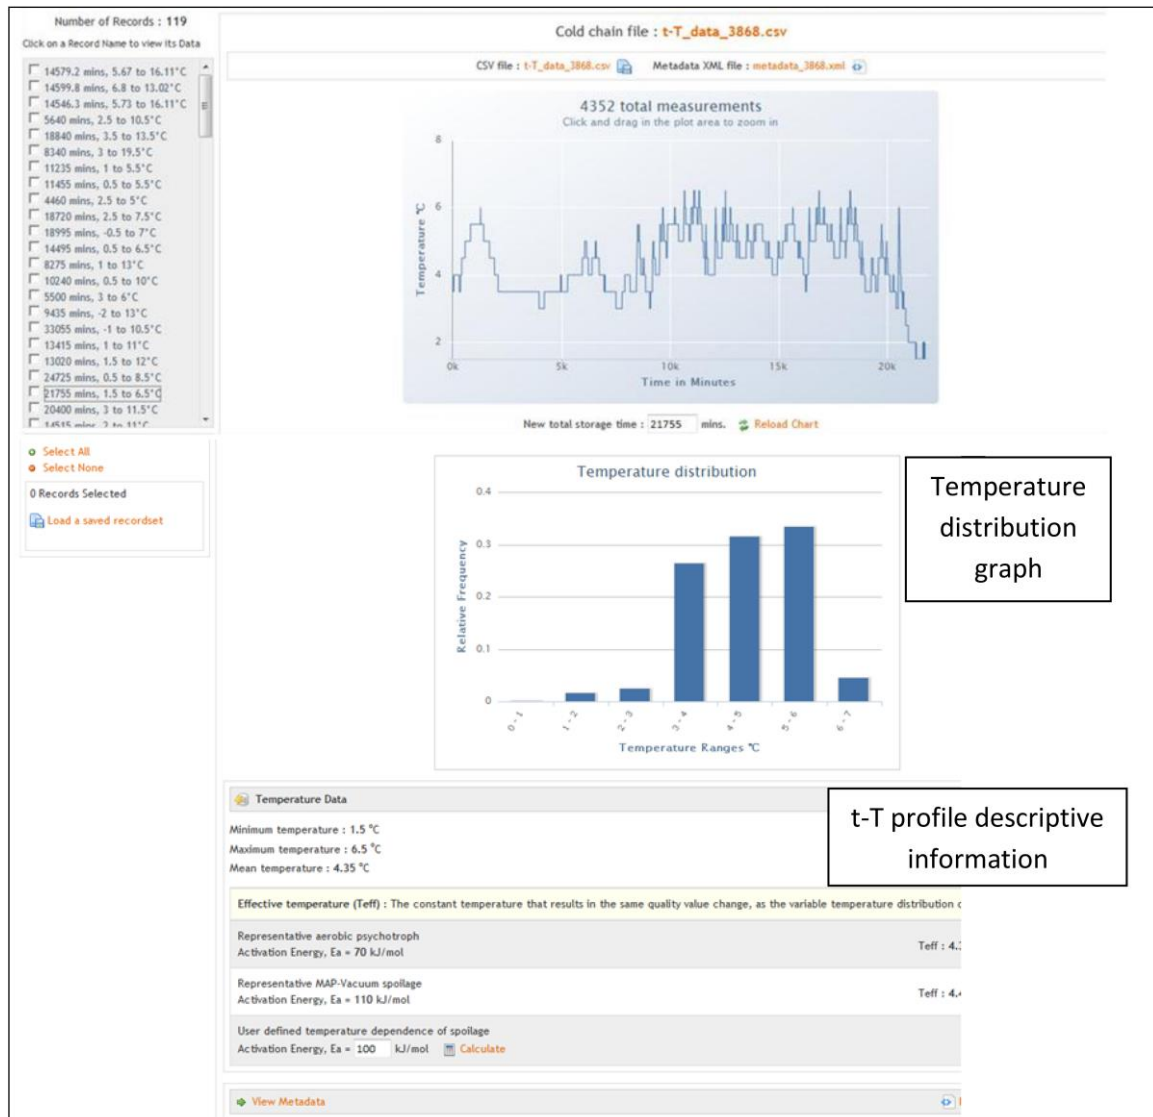 Number of Records : 119
Click on a Record Name to view its Data
14579.2 mins, 5.67 to 16.11°C
14599.8 mins, 6.8 to 13.02°C
14546.3 mins, 5.73 to 16.11°C
5640 mins, 2.5 to 10.5°C
18840 mins, 3.5 to 13.5°C
8340 mins, 3 to 19.5°C
11235 mins, 1 to 5.5°C
11455 mins, 0.5 to 5.5°C
4460 mins, 2.5 to 5°C
18720 mins, 2.5 to 7.5°C
18995 mins, -0.5 to 7°C
14495 mins, 0.5 to 6.5°C
8275 mins, 1 to 13°C
10240 mins, 0.5 to 10°C
5500 mins, 3 to 6°C
9435 mins, -2 to 13°C
33055 mins, -1 to 10.5°C
13415 mins, 1 to 11°C
13020 mins, 1.5 to 12°C
24725 mins, 0.5 to 8.5°C
21755 mins, 1.5 to 6.5°C
20400 mins, 3 to 11.5°C
14515 mins, 2 to 11°C
Select All
Select None
0 Records Selected
Load a saved recordset
Cold chain file : t-T_data_3868.csv
CSV file : t-T_data_3868.csv Metadata XML file : metadata_3868.xml
4352 total measurements
Click and drag in the plot area to zoom in
Temperature °C
8
6
4
2
0k 5k 10k 15k 20k
Time in Minutes
New total storage time : 21755 mins. Reload Chart
Temperature distribution
Relative Frequency
0.4
0.3
0.2
0.1
0
0 - 1 1 - 2 2 - 3 3 - 4 4 - 5 5 - 6 6 - 7
Temperature Ranges °C
Temperature
distribution
graph
Temperature Data
Minimum temperature : 1.5 °C
Maximum temperature : 6.5 °C
Mean temperature : 4.35 °C
t-T profile descriptive
information
Effective temperature (Teff) : The constant temperature that results in the same quality value change, as the variable temperature distribution
Representative aerobic psychotroph
Activation Energy, Ea = 70 kJ/mol
Teff : 4.
Representative MAP-Vacuum spoilage
Activation Energy, Ea = 110 kJ/mol
Teff : 4.
User defined temperature dependence of spoilage
Activation Energy, Ea = 100 kJ/mol Calculate
View Metadata